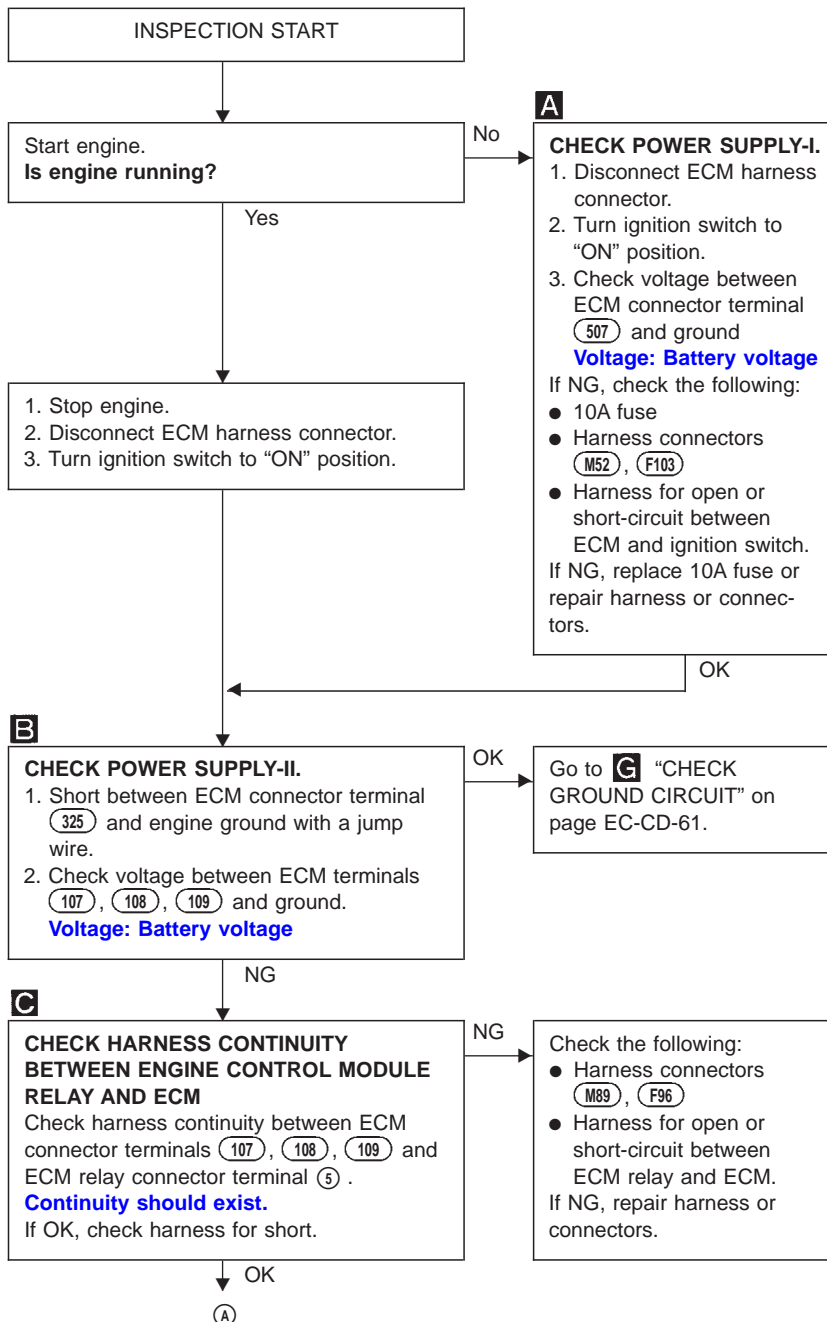 INSPECTION START
Start engine.
Is engine running?
No
Yes
A
CHECK POWER SUPPLY-I.
1. Disconnect ECM harness
connector.
2. Turn ignition switch to
“ON” position.
3. Check voltage between
ECM connector terminal
507 and ground
Voltage: Battery voltage
If NG, check the following:
● 10A fuse
● Harness connectors
M52, F103
● Harness for open or
short-circuit between
ECM and ignition switch.
If NG, replace 10A fuse or
repair harness or connec-
tors.
OK
1. Stop engine.
2. Disconnect ECM harness connector.
3. Turn ignition switch to “ON” position.
B
CHECK POWER SUPPLY-II.
1. Short between ECM connector terminal
325 and engine ground with a jump
wire.
2. Check voltage between ECM terminals
107, 108, 109 and ground.
Voltage: Battery voltage
OK
Go to G “CHECK
GROUND CIRCUIT” on
page EC-CD-61.
NG
C
CHECK HARNESS CONTINUITY
BETWEEN ENGINE CONTROL MODULE
RELAY AND ECM
Check harness continuity between ECM
connector terminals 107, 108, 109 and
ECM relay connector terminal 5 .
Continuity should exist.
If OK, check harness for short.
NG
Check the following:
● Harness connectors
M89, F96
● Harness for open or
short-circuit between
ECM relay and ECM.
If NG, repair harness or
connectors.
OK
A